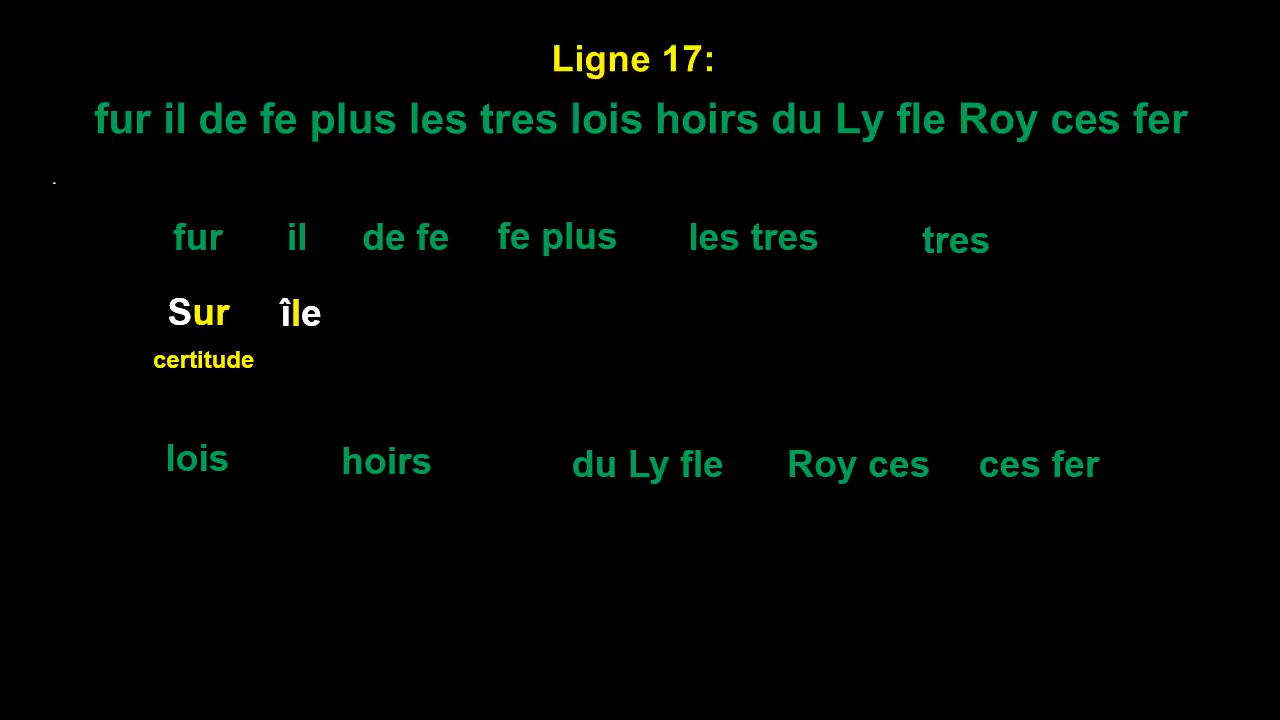 Ligne 17:
fur il de fe plus les tres lois hoirs du Ly fle Roy ces fer
fur il de fe fe plus les tres tres
Sur île
certitude
lois hoirs du Ly fle Roy ces ces fer